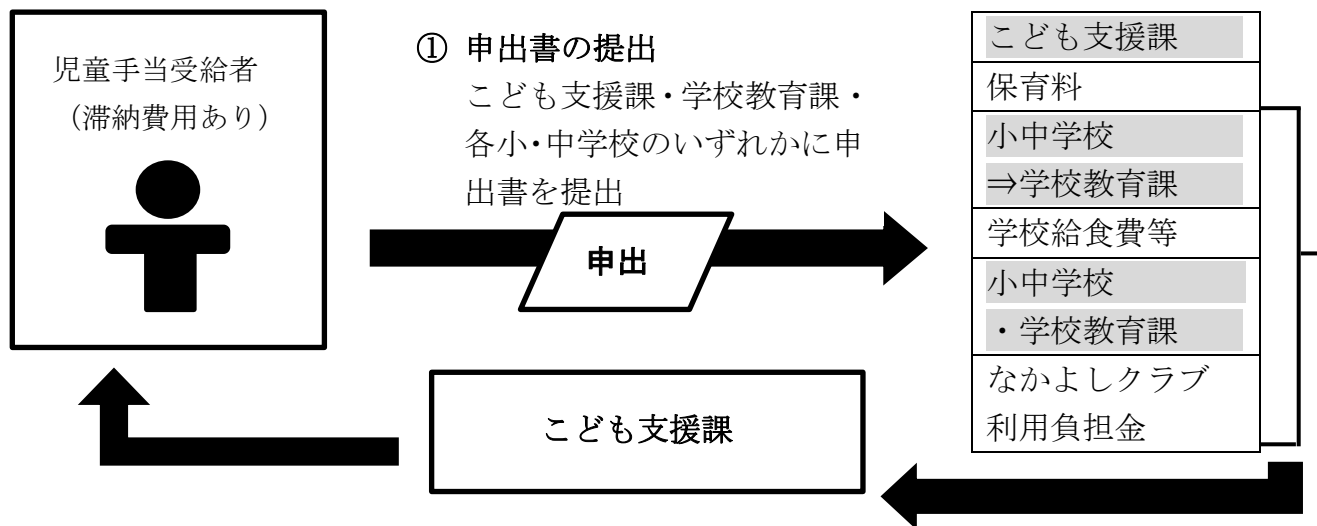 児童手当受給者
（滞納費用あり）
① 申出書の提出
こども支援課・学校教育課・
各小・中学校のいずれかに申
出書を提出
申出
こども支援課
保育料
小中学校
⇒学校教育課
学校給食費等
小中学校
・学校教育課
なかよしクラブ
利用負担金
こども支援課